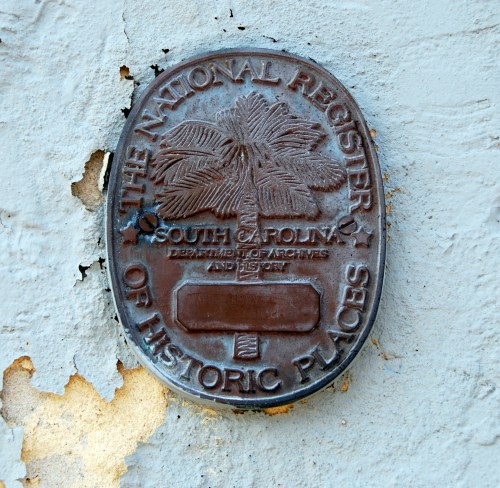 THE NATIONAL REGISTER
SOUTH CAROLINA
DEPARTMENT OF ARCHIVES
AND HISTORY
OF HISTORIC PLACES